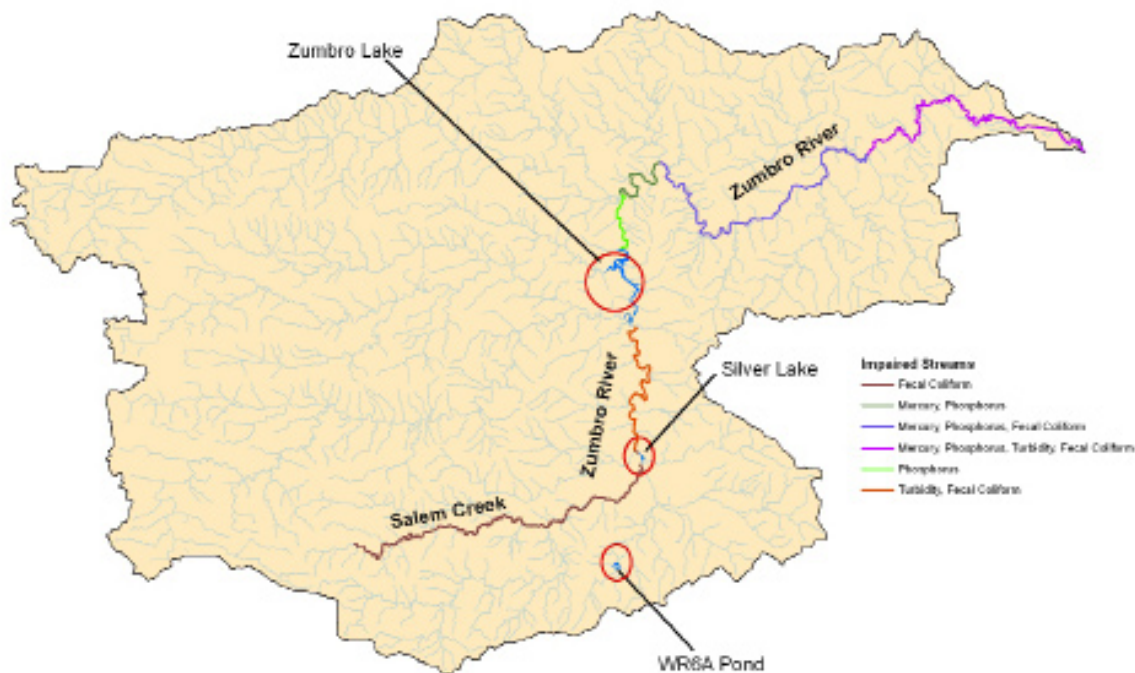 Zumbro Lake
Zumbro River
Zumbro River
Silver Lake
Impaired Streams
Fecal Coliform
Mercury, Phosphorus
Mercury, Phosphorus, Fecal Coliform
Mercury, Phosphorus, Turbidity, Fecal Coliform
Phosphorus
Turbidity, Fecal Coliform
Salem Creek
WR6A Pond